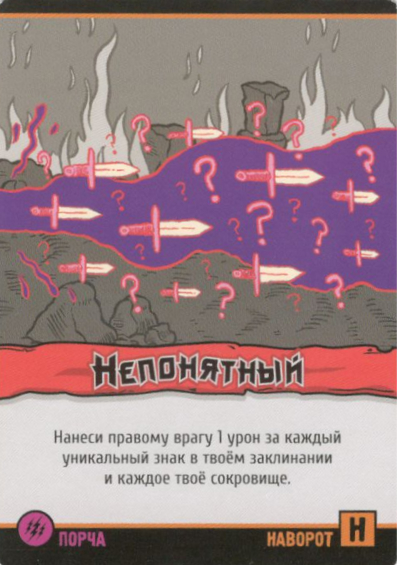 Непонятный
Нанеси правому врагу 1 урон за каждый
уникальный знак в твоём заклинании
и каждое твоё сокровище.
ПОРЧА
НАВОРОТ Н